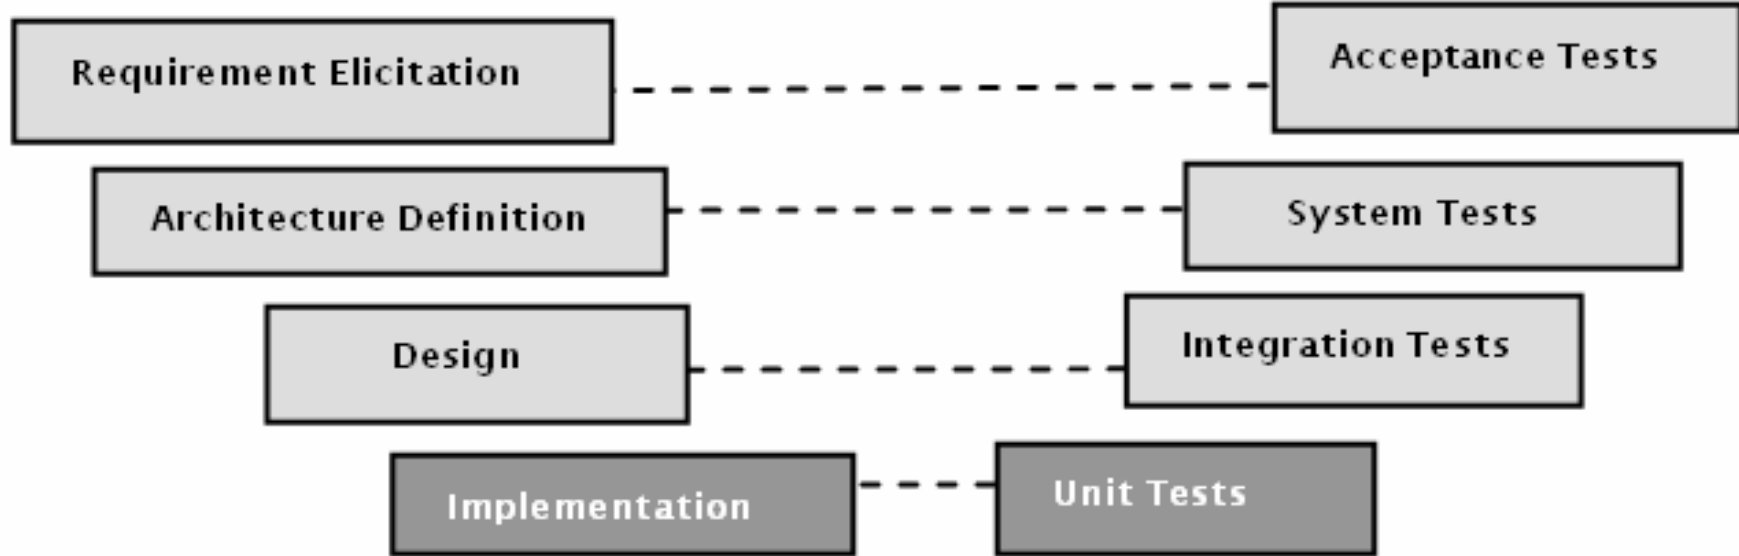 Requirement Elicitation
Acceptance Tests
Architecture Definition
System Tests
Design
Integration Tests
Implementation
Unit Tests